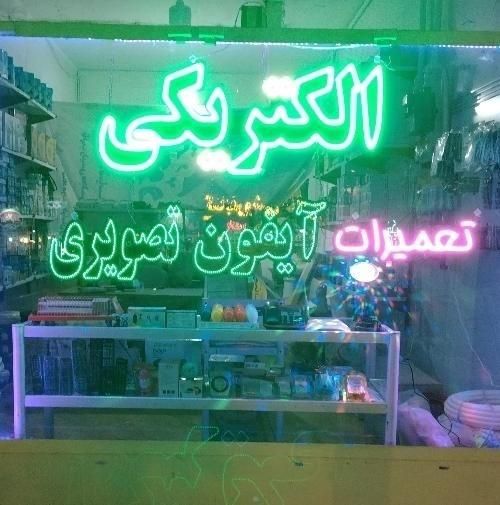 الکتریکی
تعمیرات آیفون تصویری